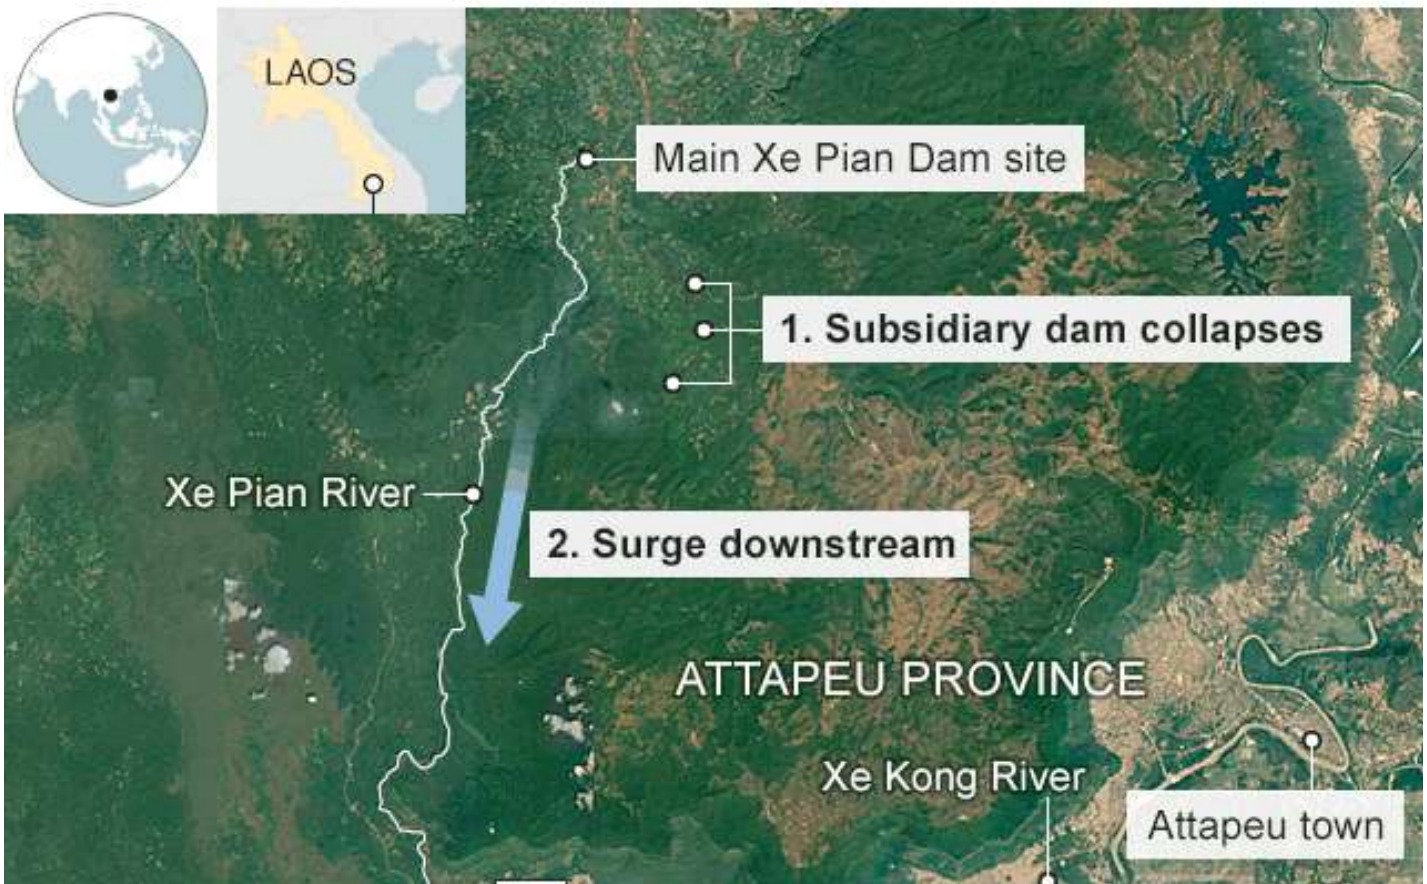 LAOS
Main Xe Pian Dam site
1. Subsidiary dam collapses
Xe Pian River
2. Surge downstream
ATTAPEU PROVINCE
Xe Kong River
Attapeu town